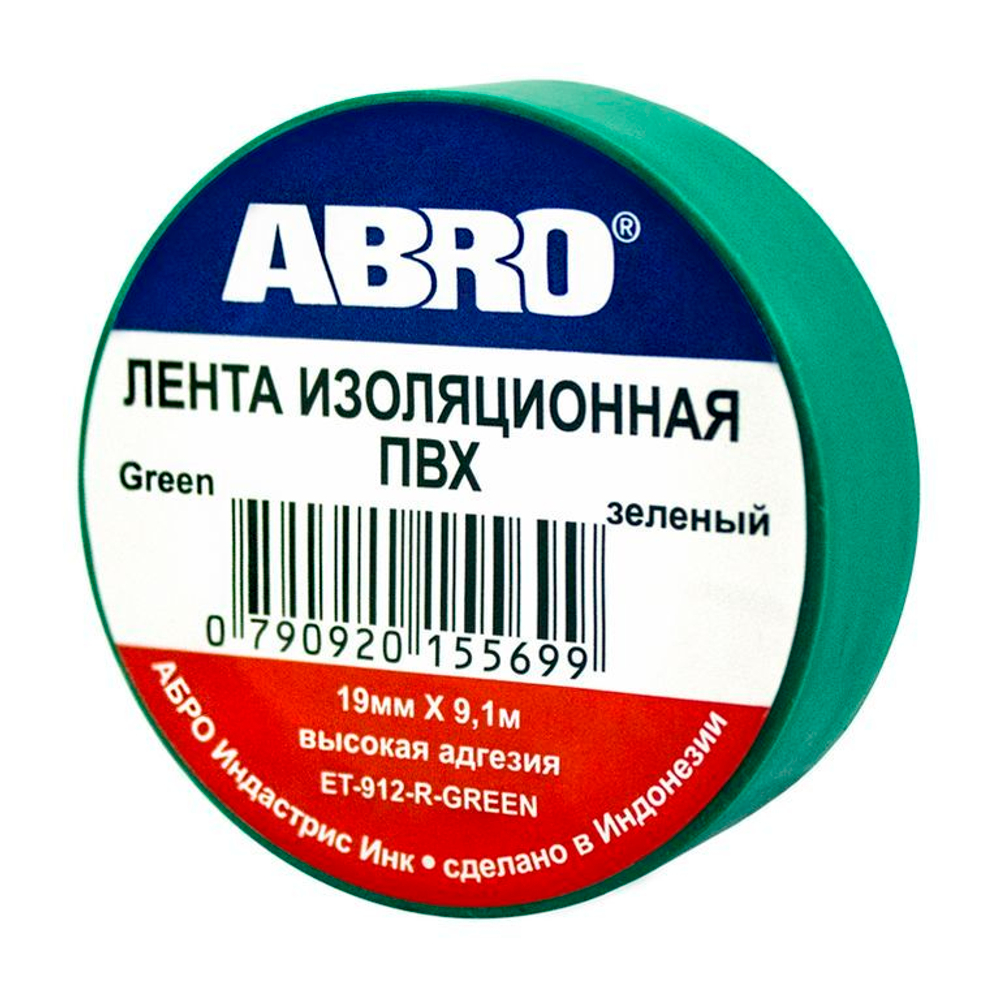 ABRO®
ЛЕНТА ИЗОЛЯЦИОННАЯ
ПВХ
Green
зеленый
0 790920 155699
19мм X 9,1м
высокая адгезия
ET-912-R-GREEN
АБРО Индастрис Инк • сделано в Индонезии